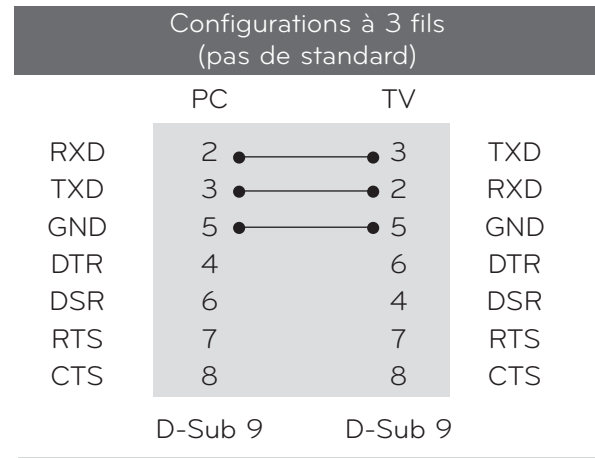 Configurations à 3 fils
(pas de standard)
PC TV
RXD 2 3 TXD
TXD 3 2 RXD
GND 5 5 GND
DTR 4 6 DTR
DSR 6 4 DSR
RTS 7 7 RTS
CTS 8 8 CTS
D-Sub 9 D-Sub 9